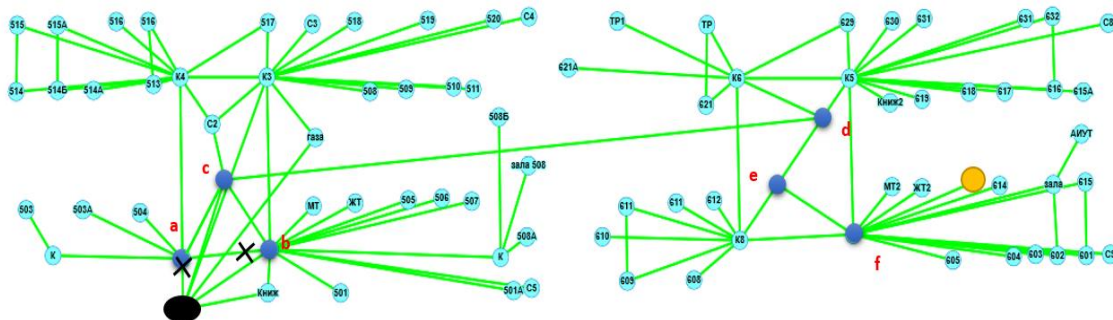 515 515А 516 516 517 С3 518 519 520 С4 ТР1 ТР 629 630 631 631 632 С8
К4 К3 621А К6 К5
514 514Б 514А 513 508 509 510 511 621 Книж2 619 618 617 616 615А
С2 газа 508Б d АИУТ
c зала 508 e МТ2 ЖТ2 614 зала 615
503 503А 504 a МТ ЖТ 505 506 507 611 611 612
b 610 К8 f
К К 508А 605 604 603 602 601
Книж 501 501А С5 609 608